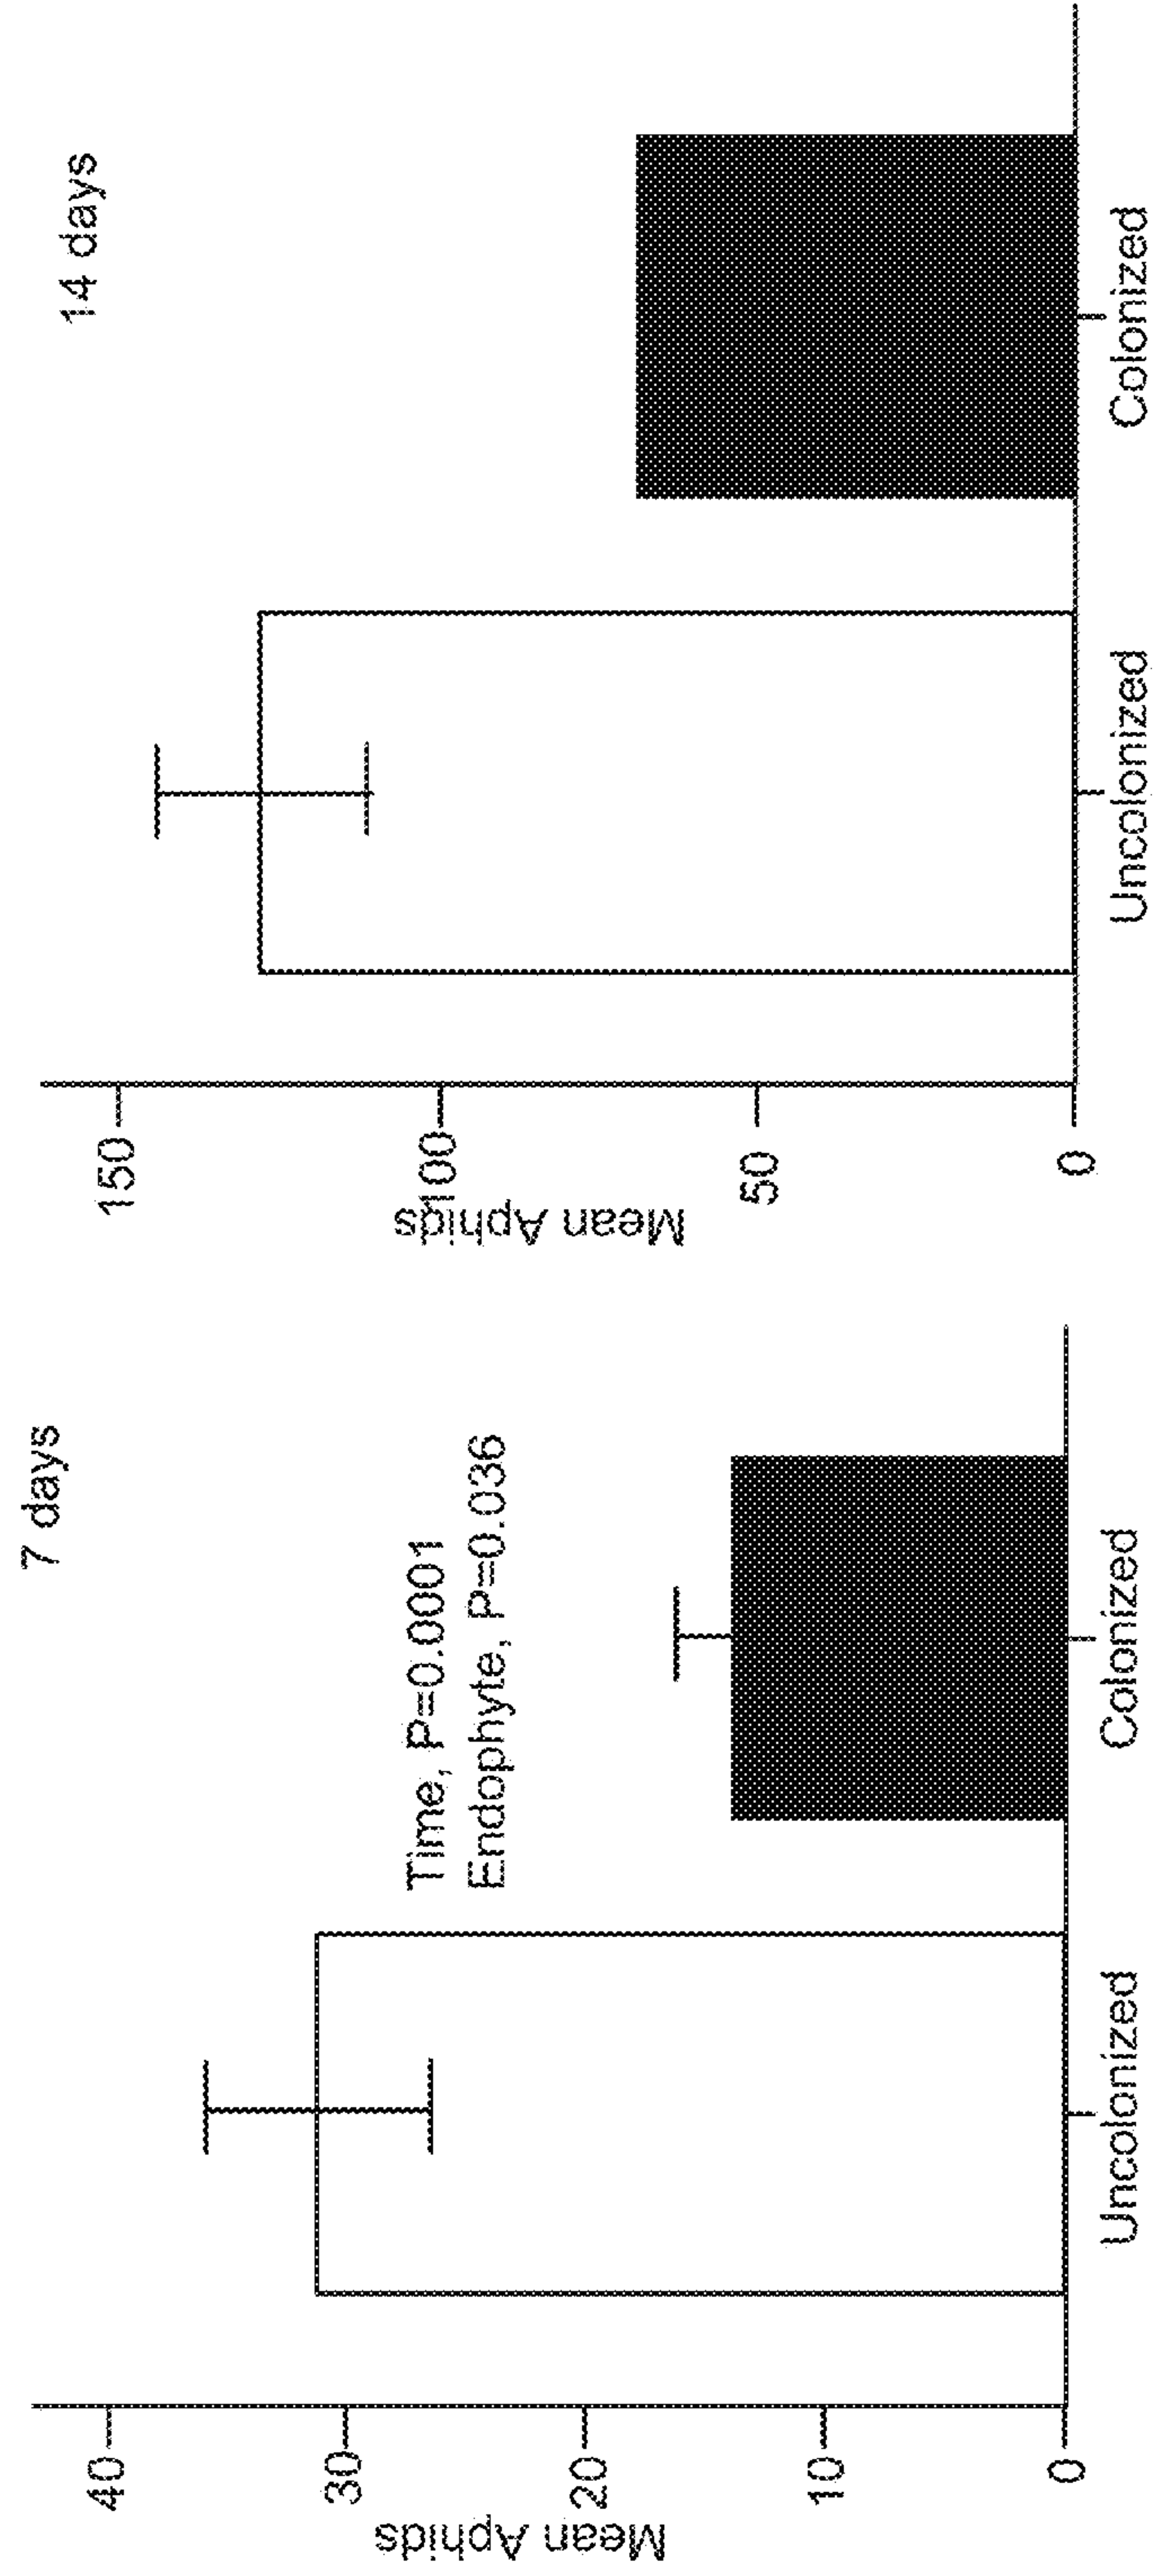 7 days
Mean Aphids
40
30
20
10
0
Time, P=0.0001
Endophyte, P=0.036
Uncolonized
Colonized
14 days
Mean Aphids
150
100
50
0
Uncolonized
Colonized